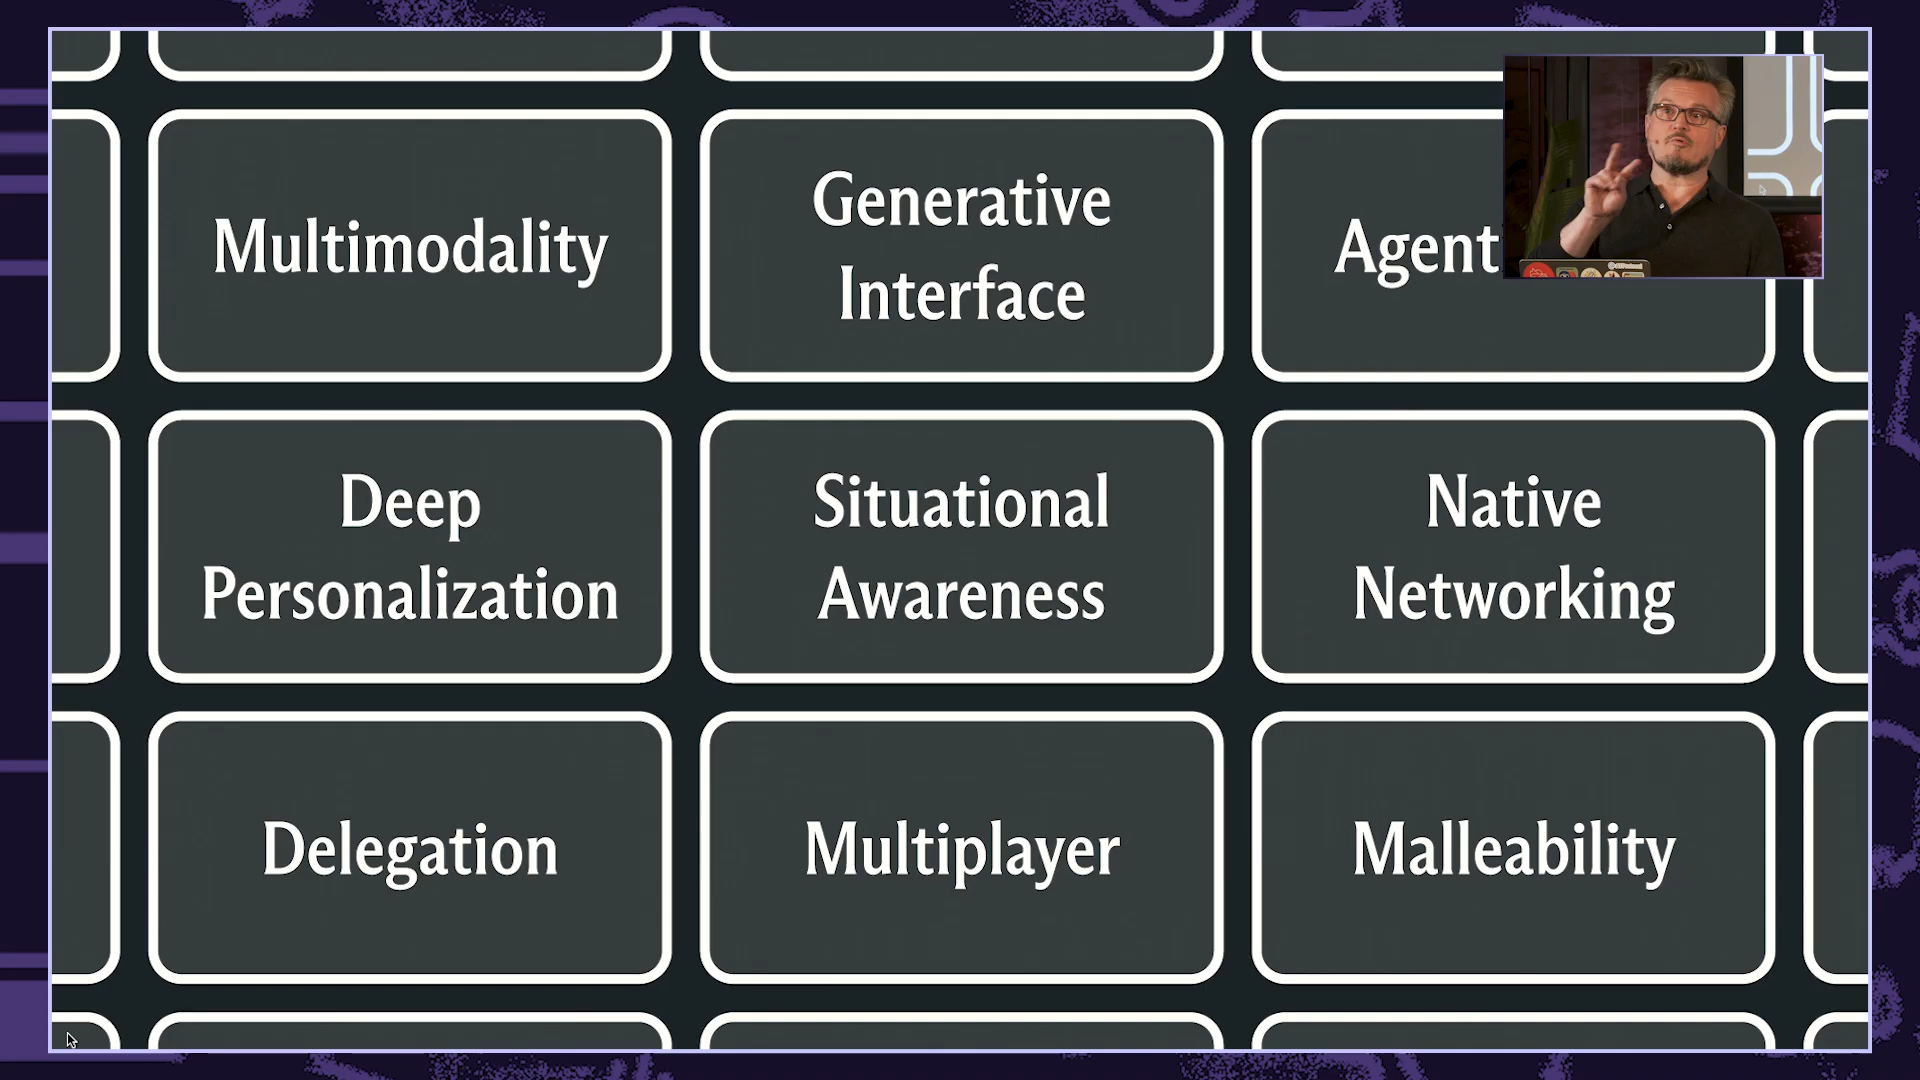 Multimodality
Generative
Interface
Agent
Deep
Personalization
Situational
Awareness
Native
Networking
Delegation
Multiplayer
Malleability